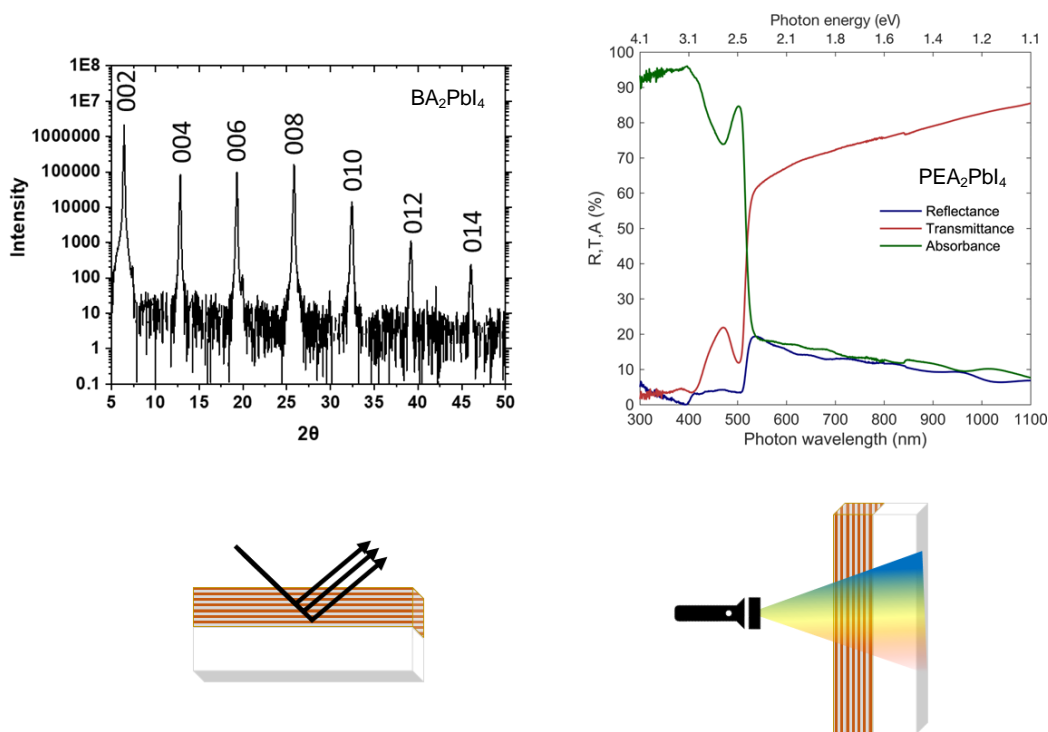 1E8
1E7
1000000
100000
10000
1000
100
10
1
0.1
Intensity
002
004
006
008
010
012
014
BA₂PbI₄
5 10 15 20 25 30 35 40 45 50
2θ
Photon energy (eV)
4.1 3.1 2.5 2.1 1.8 1.6 1.4 1.2 1.1
100
90
80
70
60
50
40
30
20
10
0
R,T,A (%)
PEA₂PbI₄
Reflectance
Transmittance
Absorbance
300 400 500 600 700 800 900 1000 1100
Photon wavelength (nm)